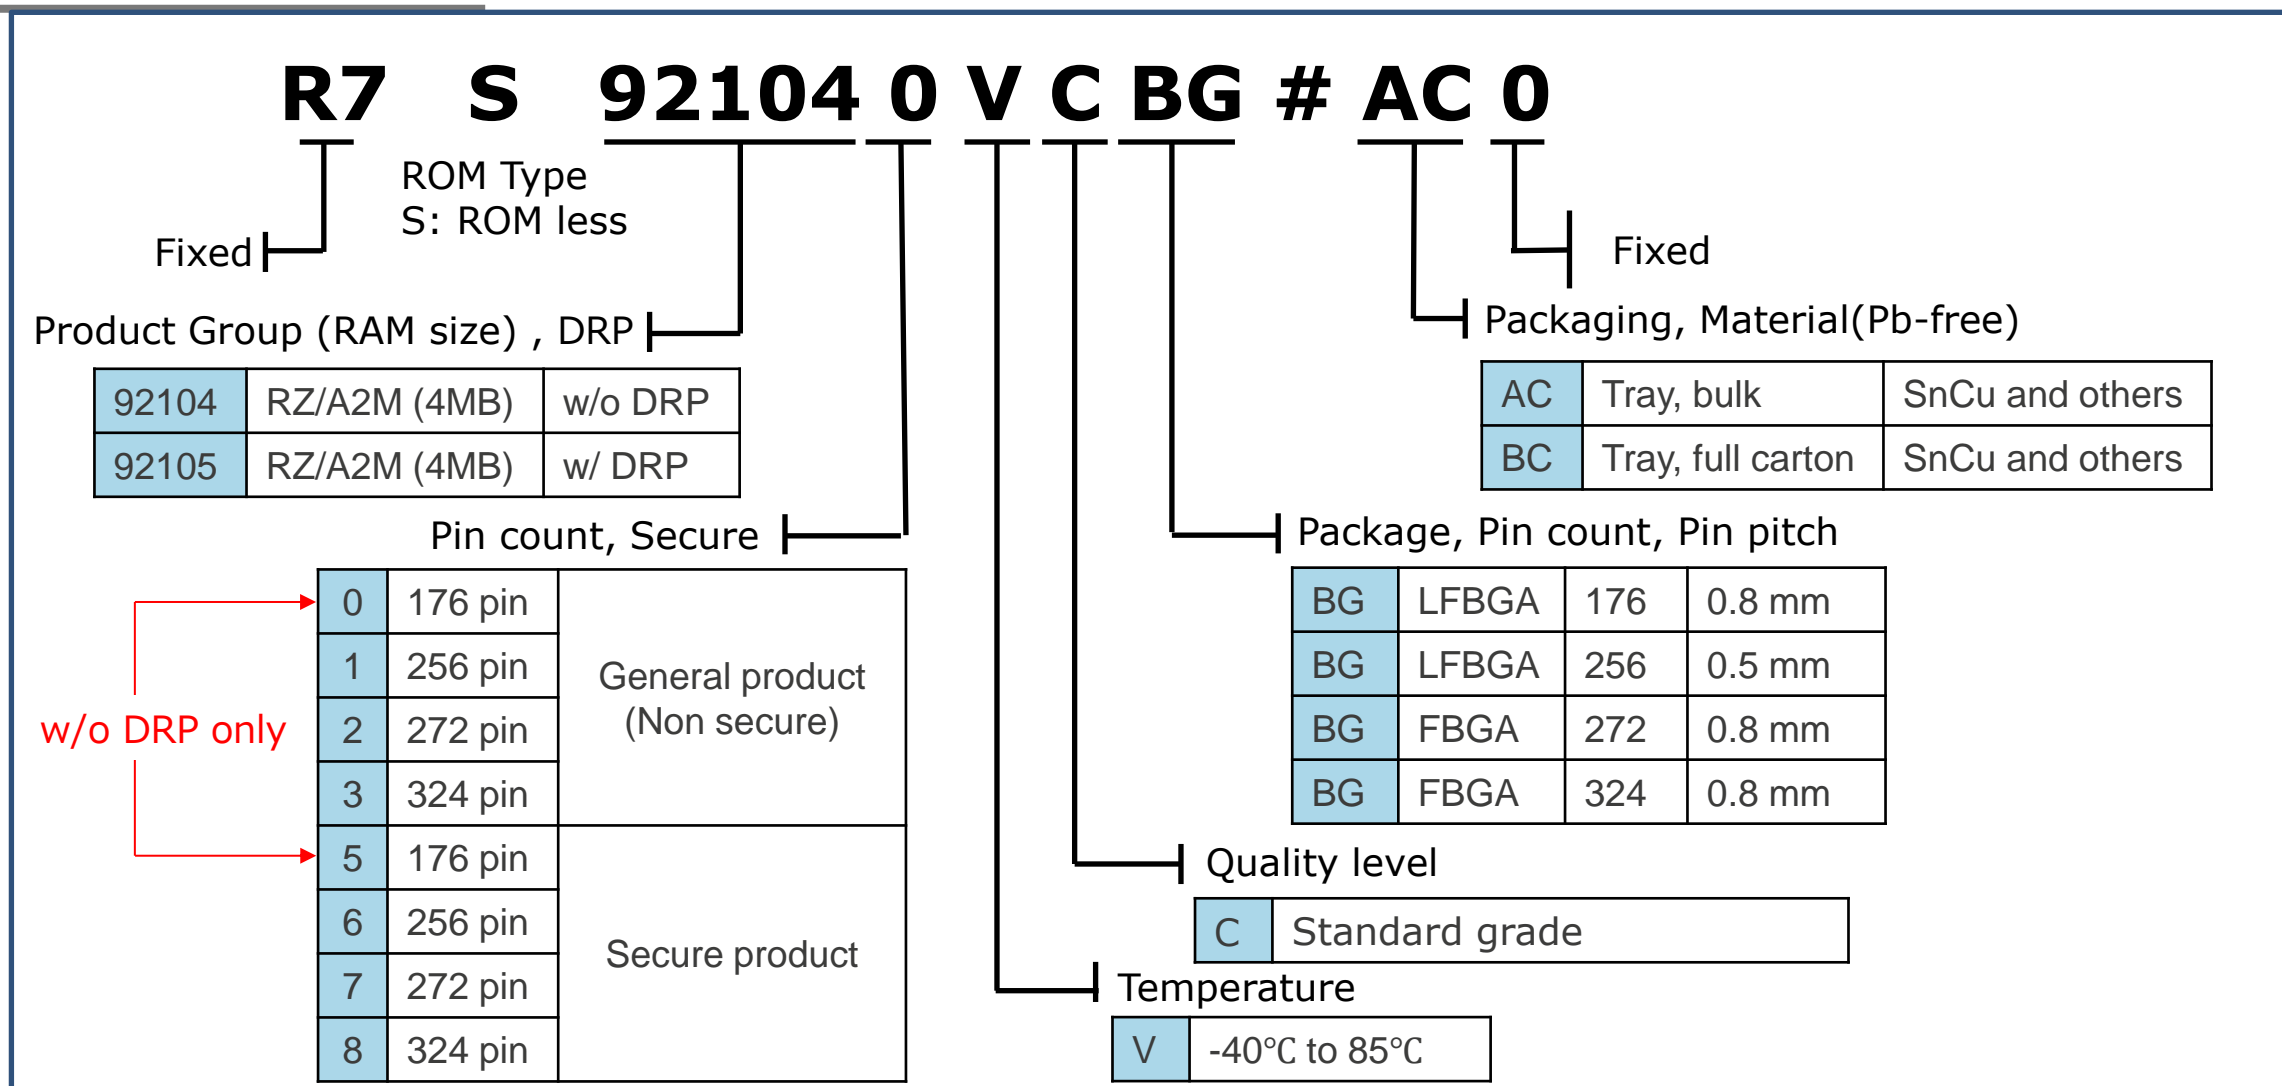 R7 S 92104 0 V C BG # AC 0
ROM Type
S: ROM less
Fixed
Fixed
Product Group (RAM size) , DRP
92104 RZ/A2M (4MB) w/o DRP
92105 RZ/A2M (4MB) w/ DRP
Packaging, Material(Pb-free)
AC Tray, bulk SnCu and others
BC Tray, full carton SnCu and others
Pin count, Secure
0 176 pin
1 256 pin
2 272 pin
3 324 pin
General product
(Non secure)
5 176 pin
6 256 pin
7 272 pin
8 324 pin
Secure product
w/o DRP only
Package, Pin count, Pin pitch
BG LFBGA 176 0.8 mm
BG LFBGA 256 0.5 mm
BG FBGA 272 0.8 mm
BG FBGA 324 0.8 mm
Quality level
C Standard grade
Temperature
V -40℃ to 85℃